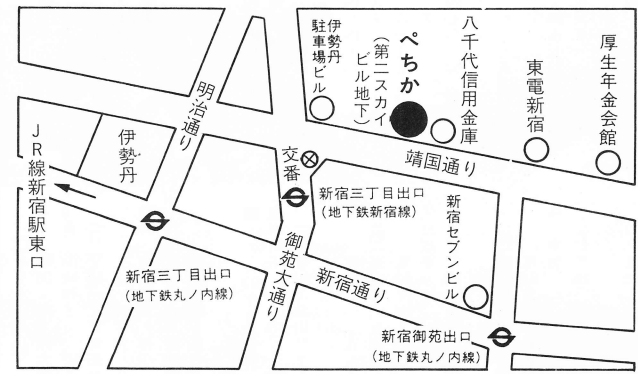 伊勢丹
駐車場ビル
ぺちか
(第二スカイ
ビル地下)
八千代信用金庫
東電新宿
厚生年金会館
明治通り
靖国通り
伊勢丹
JR線新宿駅東口
交番
新宿三丁目出口
(地下鉄新宿線)
新宿セブンビル
御苑大通り
新宿通り
新宿三丁目出口
(地下鉄丸ノ内線)
新宿御苑出口
(地下鉄丸ノ内線)